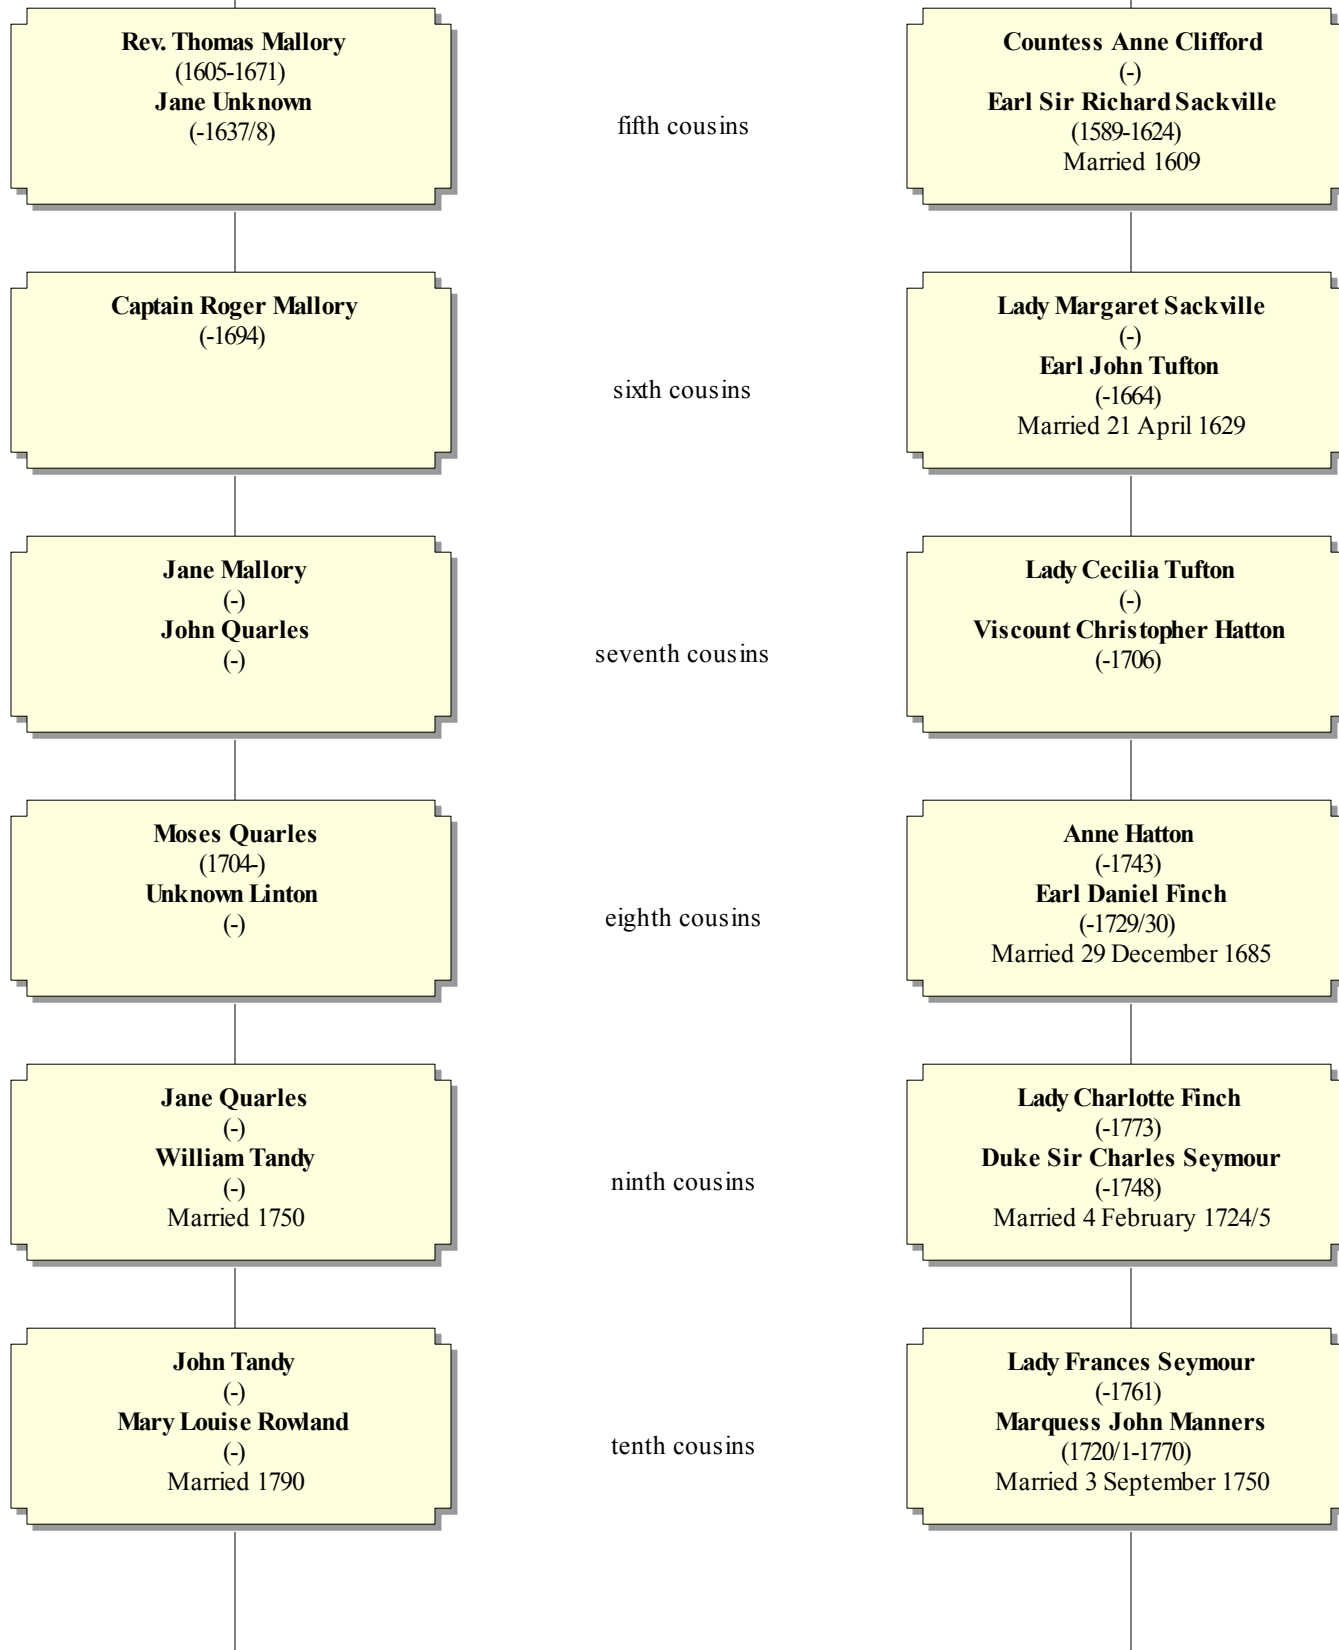 Rev. Thomas Mallory
(1605-1671)
Jane Unknown
(-1637/8)
fifth cousins
Countess Anne Clifford
(-)
Earl Sir Richard Sackville
(1589-1624)
Married 1609
Captain Roger Mallory
(-1694)
sixth cousins
Lady Margaret Sackville
(-)
Earl John Tufton
(-1664)
Married 21 April 1629
Jane Mallory
(-)
John Quarles
(-)
seventh cousins
Lady Cecilia Tufton
(-)
Viscount Christopher Hatton
(-1706)
Moses Quarles
(1704-)
Unknown Linton
(-)
eighth cousins
Anne Hatton
(-1743)
Earl Daniel Finch
(-1729/30)
Married 29 December 1685
Jane Quarles
(-)
William Tandy
(-)
Married 1750
ninth cousins
Lady Charlotte Finch
(-1773)
Duke Sir Charles Seymour
(-1748)
Married 4 February 1724/5
John Tandy
(-)
Mary Louise Rowland
(-)
Married 1790
tenth cousins
Lady Frances Seymour
(-1761)
Marquess John Manners
(1720/1-1770)
Married 3 September 1750